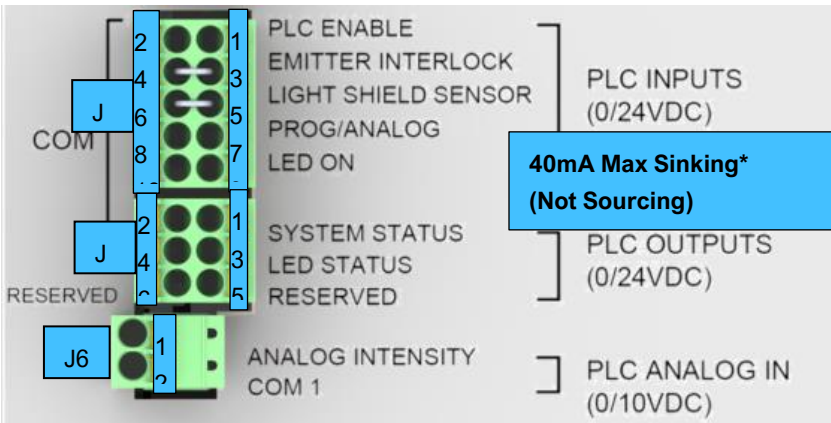 2 1 PLC ENABLE
4 3 EMITTER INTERLOCK
J 6 5 LIGHT SHIELD SENSOR
COM PROG/ANALOG
8 7 LED ON
PLC INPUTS
(0/24VDC)
40mA Max Sinking*
(Not Sourcing)
2 1 SYSTEM STATUS
J 4 3 LED STATUS
RESERVED 5 RESERVED
PLC OUTPUTS
(0/24VDC)
J6 1 ANALOG INTENSITY
COM 1
PLC ANALOG IN
(0/10VDC)